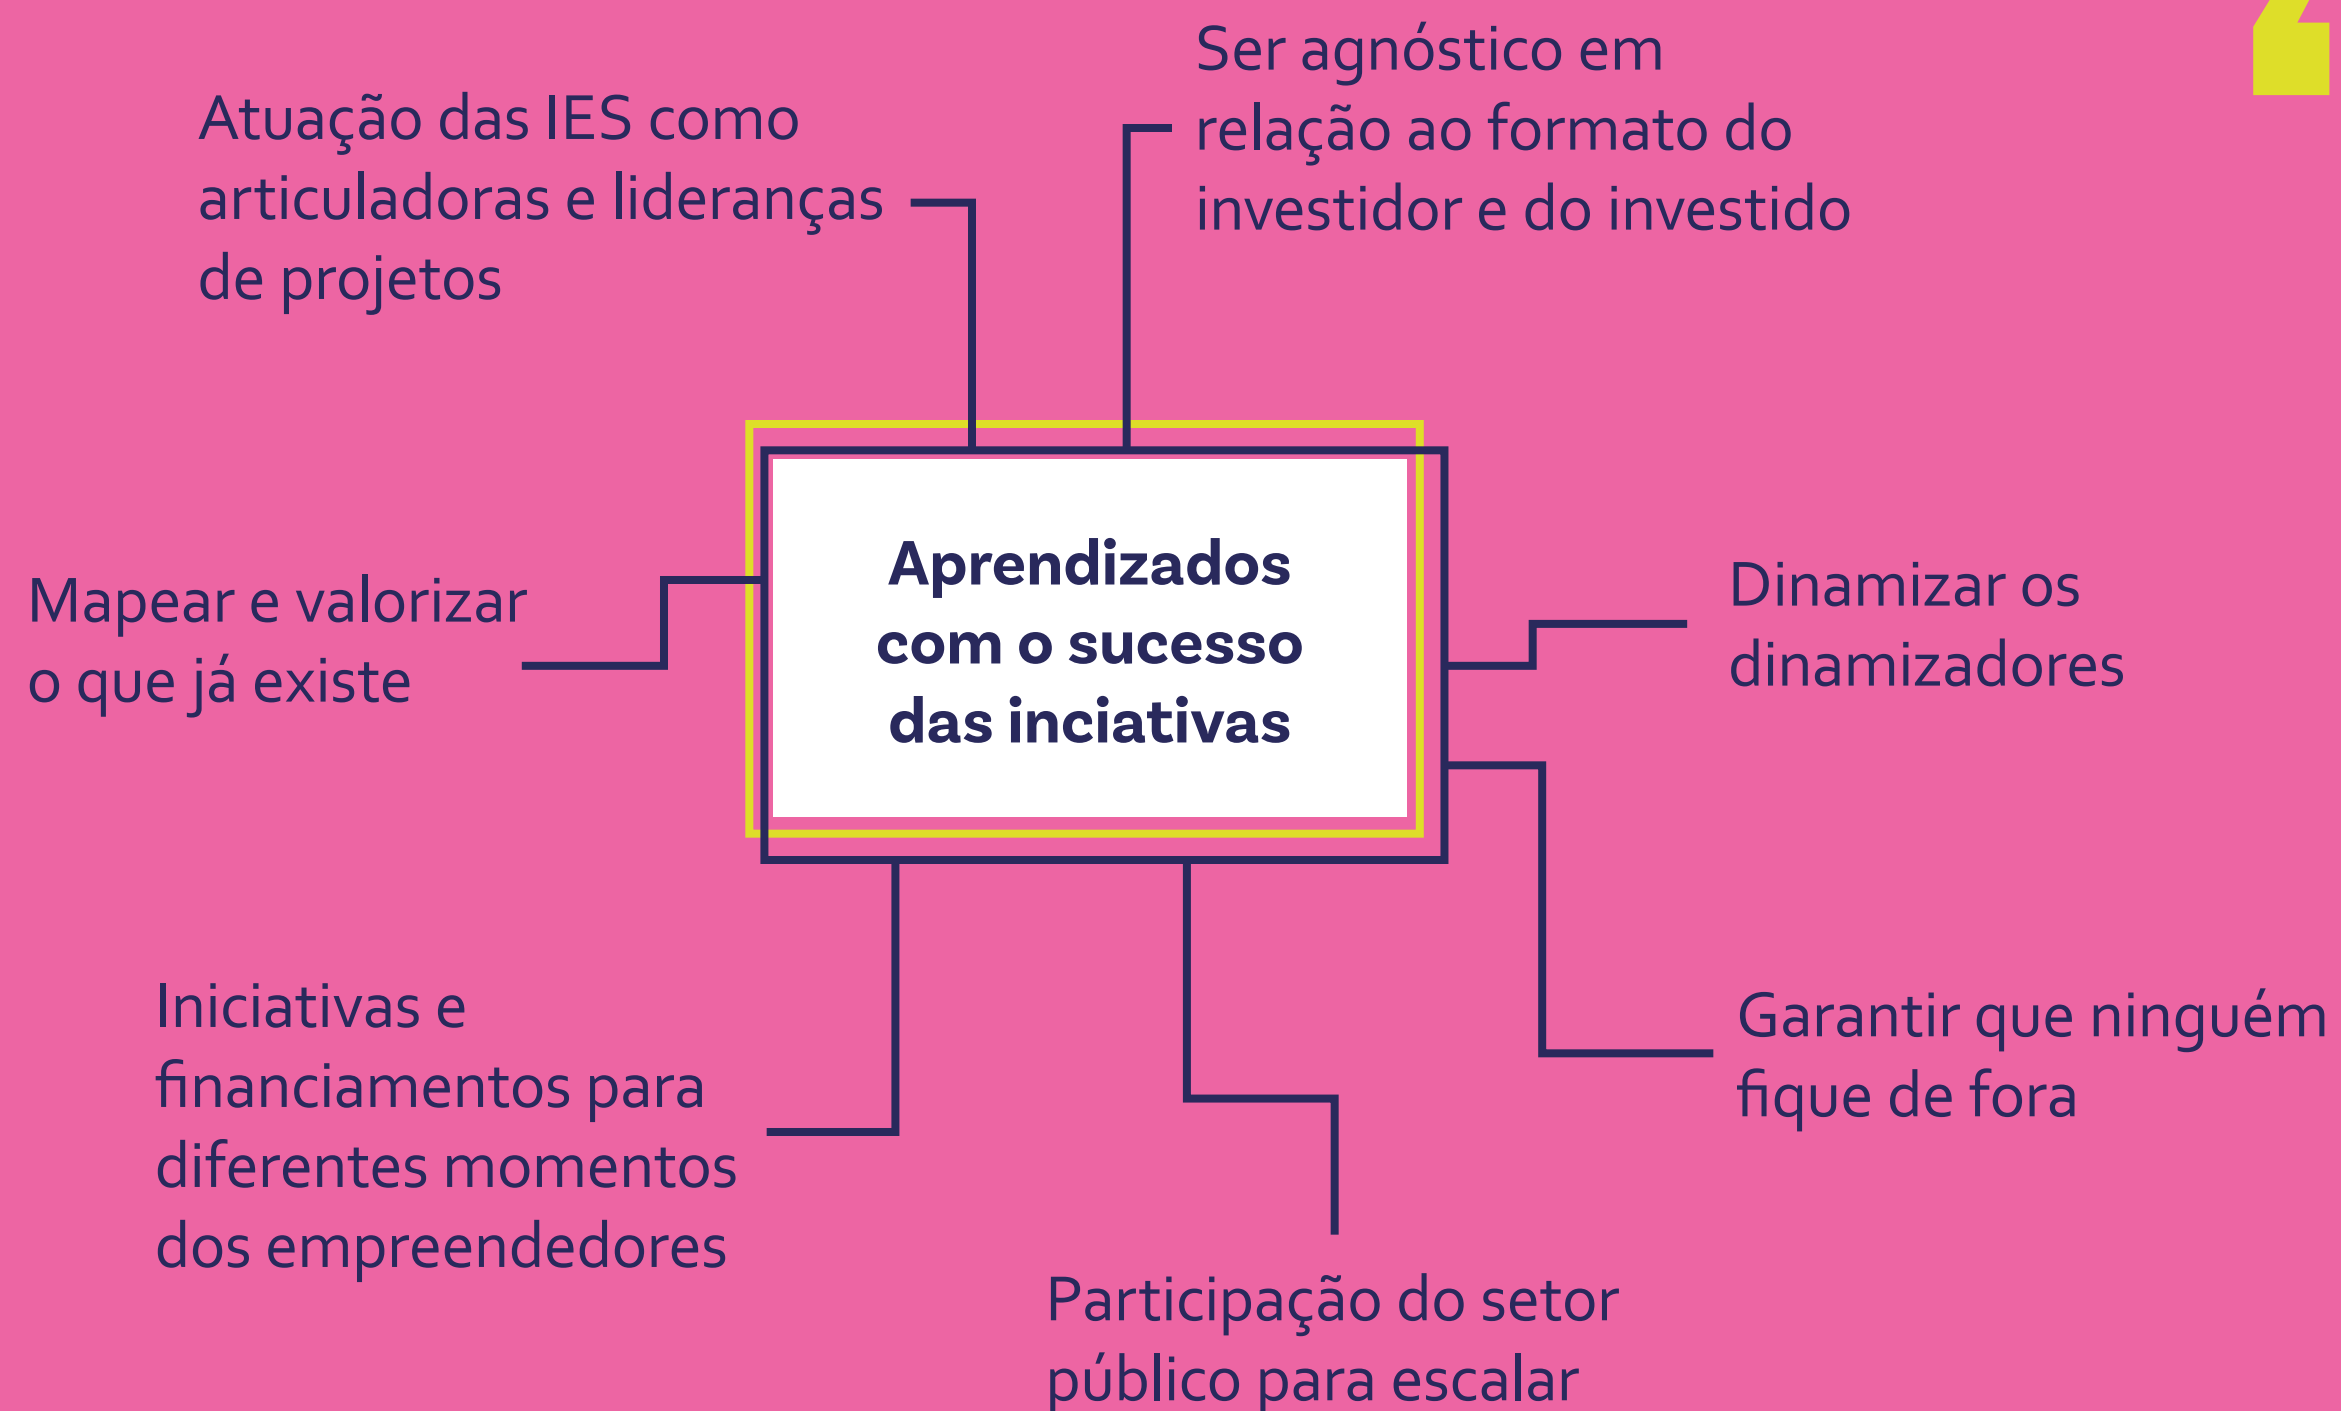 Ser agnóstico em
relação ao formato do
investidor e do investido
Atuação das IES como
articuladoras e lideranças
de projetos
Aprendizados
com o sucesso
das inciativas
Mapear e valorizar
o que já existe
Dinamizar os
dinamizadores
Iniciativas e
financiamentos para
diferentes momentos
dos empreendedores
Garantir que ninguém
fique de fora
Participação do setor
público para escalar